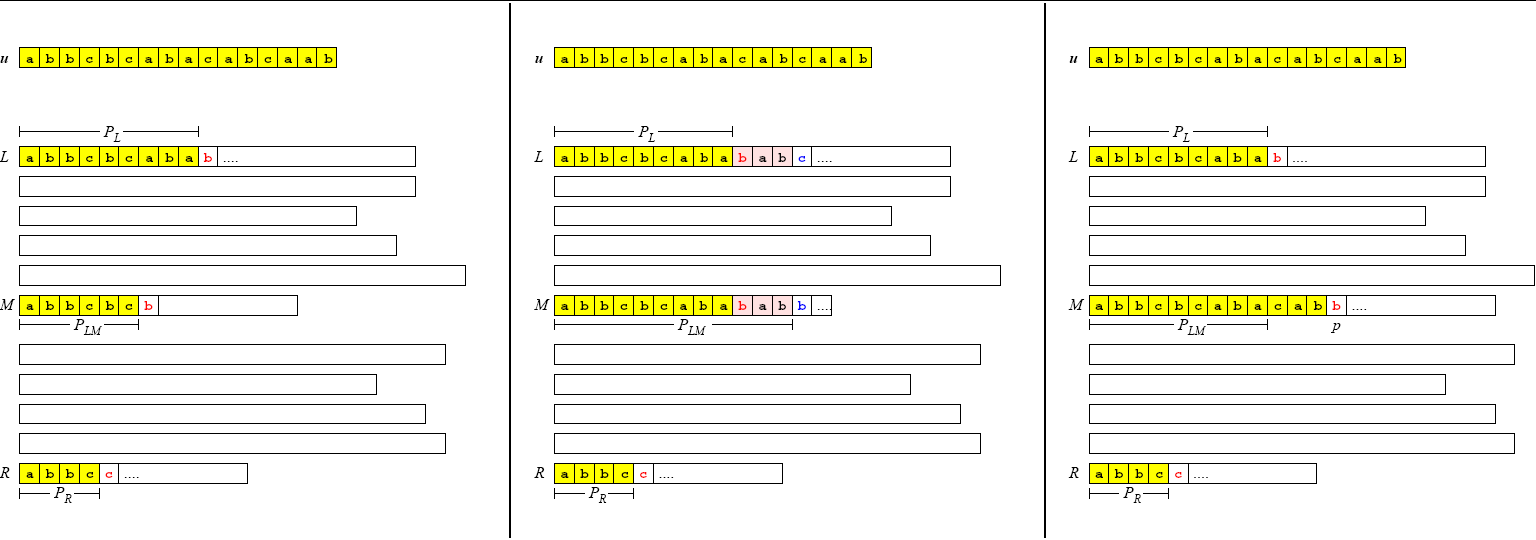 u a b b c b c a b a c a b c a a b
P_L
L a b b c b c a b a b ....
M a b b c b c b
P_LM
R a b b c c ....
P_R
u a b b c b c a b a c a b c a a b
P_L
L a b b c b c a b a b a b c ....
M a b b c b c a b a b a b b ....
P_LM
R a b b c c ....
P_R
u a b b c b c a b a c a b c a a b
P_L
L a b b c b c a b a b ....
M a b b c b c a b a c a b b ....
P_LM p
R a b b c c ....
P_R